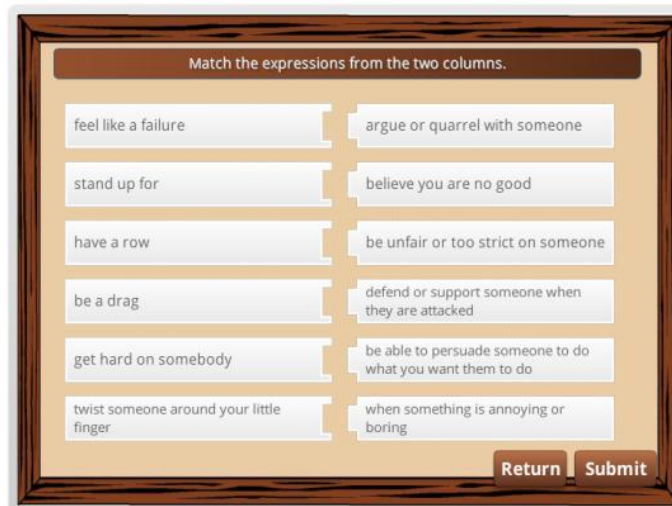 Match the expressions from the two columns.
feel like a failure
argue or quarrel with someone
stand up for
believe you are no good
have a row
be unfair or too strict on someone
be a drag
defend or support someone when
they are attacked
get hard on somebody
be able to persuade someone to do
what you want them to do
twist someone around your little
finger
when something is annoying or
boring
Return
Submit